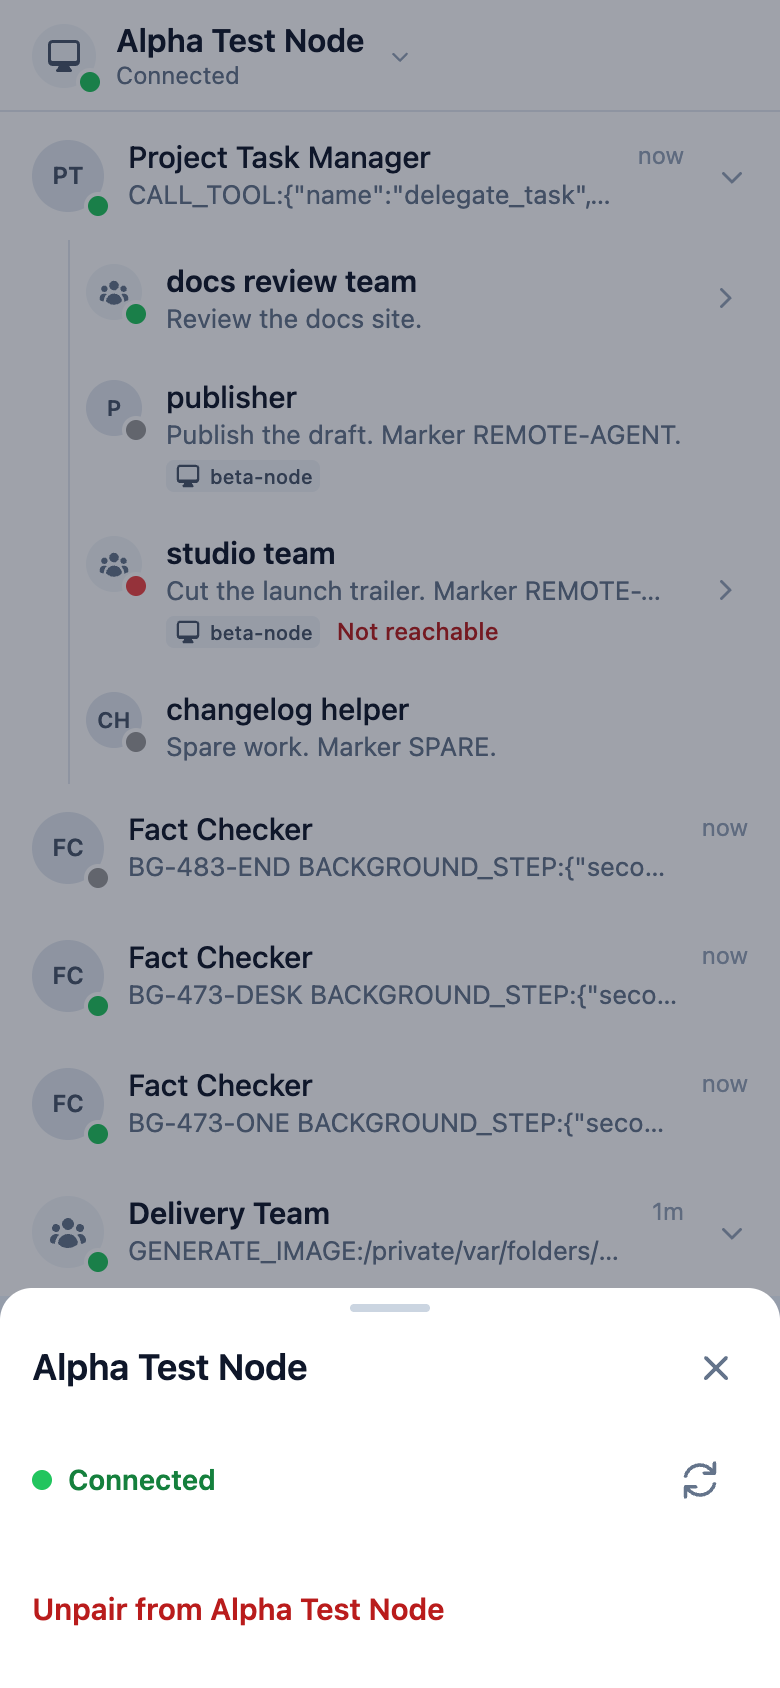 Alpha Test Node
Connected
PT
Project Task Manager
now
CALL_TOOL:{"name":"delegate_task",...
docs review team
Review the docs site.
P
publisher
Publish the draft. Marker REMOTE-AGENT.
beta-node
studio team
Cut the launch trailer. Marker REMOTE-...
beta-node
Not reachable
CH
changelog helper
Spare work. Marker SPARE.
FC
Fact Checker
now
BG-483-END BACKGROUND_STEP:{"seco...
FC
Fact Checker
now
BG-473-DESK BACKGROUND_STEP:{"seco...
FC
Fact Checker
now
BG-473-ONE BACKGROUND_STEP:{"seco...
Delivery Team
1m
GENERATE_IMAGE:/private/var/folders/...
Alpha Test Node
Connected
Unpair from Alpha Test Node